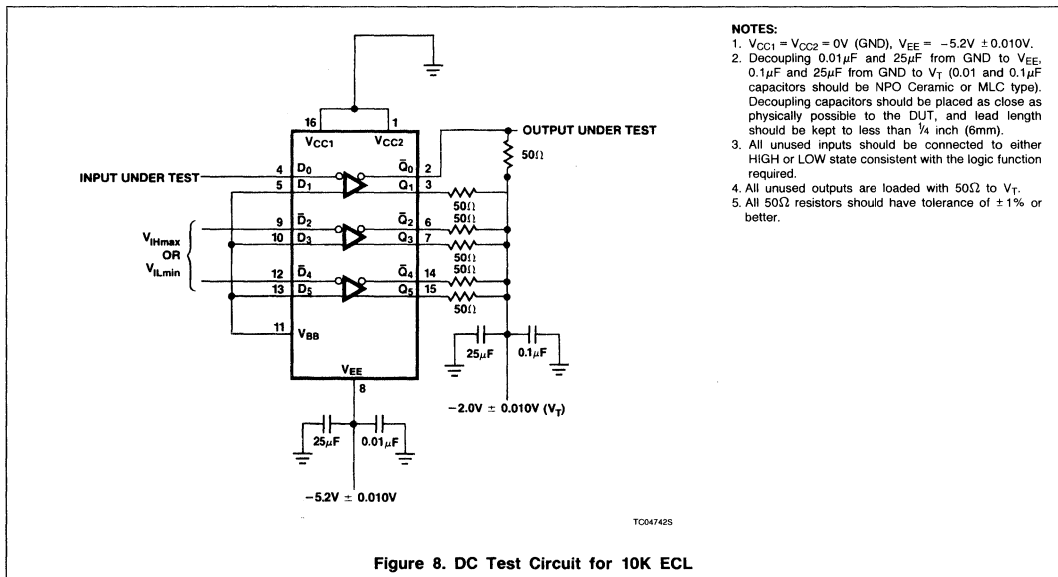 NOTES:
1. VCC1 = VCC2 = 0V (GND), VEE = −5.2V ±0.010V.
2. Decoupling 0.01μF and 25μF from GND to VEE,
0.1μF and 25μF from GND to VT (0.01 and 0.1μF
capacitors should be NPO Ceramic or MLC type).
Decoupling capacitors should be placed as close as
physically possible to the DUT, and lead length
should be kept to less than ¼ inch (6mm).
3. All unused inputs should be connected to either
HIGH or LOW state consistent with the logic function
required.
4. All unused outputs are loaded with 50Ω to VT.
5. All 50Ω resistors should have tolerance of ±1% or
better.
16 1
VCC1 VCC2
OUTPUT UNDER TEST
50Ω
INPUT UNDER TEST 4 D0 Q̄0 2
5 D1 Q1 3
50Ω
50Ω
9 D̄2 Q̄2 6
10 D3 Q3 7
50Ω
50Ω
VIHmax
OR
VILmin
12 D̄4 Q̄4 14
13 D5 Q5 15
50Ω
11 VBB
25μF 0.1μF
VEE
8
−2.0V ± 0.010V (VT)
25μF 0.01μF
−5.2V ± 0.010V
TC04742S
Figure 8. DC Test Circuit for 10K ECL